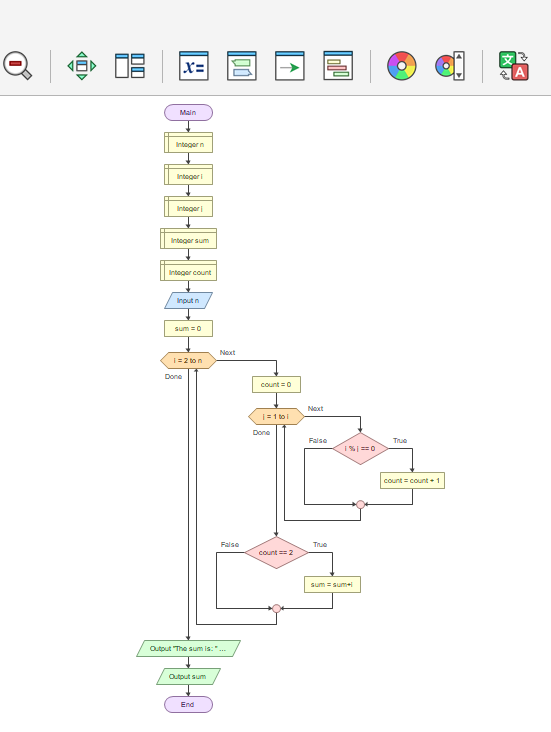 x=
文
A
Main
Integer n
Integer i
Integer j
Integer sum
Integer count
Input n
sum = 0
i = 2 to n
Next
Done
count = 0
j = 1 to i
Next
Done
i % j == 0
False
True
count = count + 1
count == 2
False
True
sum = sum+i
Output "The sum is: " ...
Output sum
End